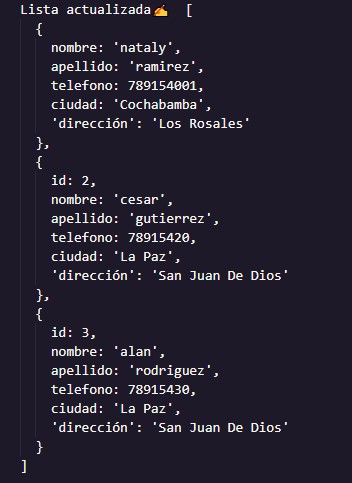 Lista actualizada✍  [
  {
    nombre: 'nataly',
    apellido: 'ramirez',
    telefono: 789154001,
    ciudad: 'Cochabamba',
    'dirección': 'Los Rosales'
  },
  {
    id: 2,
    nombre: 'cesar',
    apellido: 'gutierrez',
    telefono: 78915420,
    ciudad: 'La Paz',
    'dirección': 'San Juan De Dios'
  },
  {
    id: 3,
    nombre: 'alan',
    apellido: 'rodriguez',
    telefono: 78915430,
    ciudad: 'La Paz',
    'dirección': 'San Juan De Dios'
  }
]